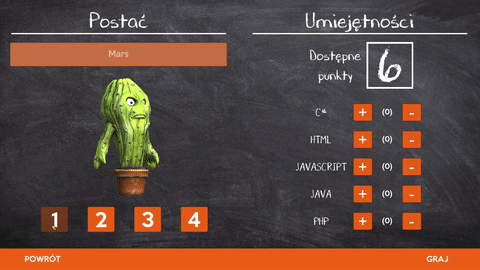 Postać
Mars
1 2 3 4
Umiejętności
Dostępne
punkty
6
C# + (0) -
HTML + (0) -
JAVASCRIPT + (0) -
JAVA + (0) -
PHP + (0) -
POWRÓT
GRAJ